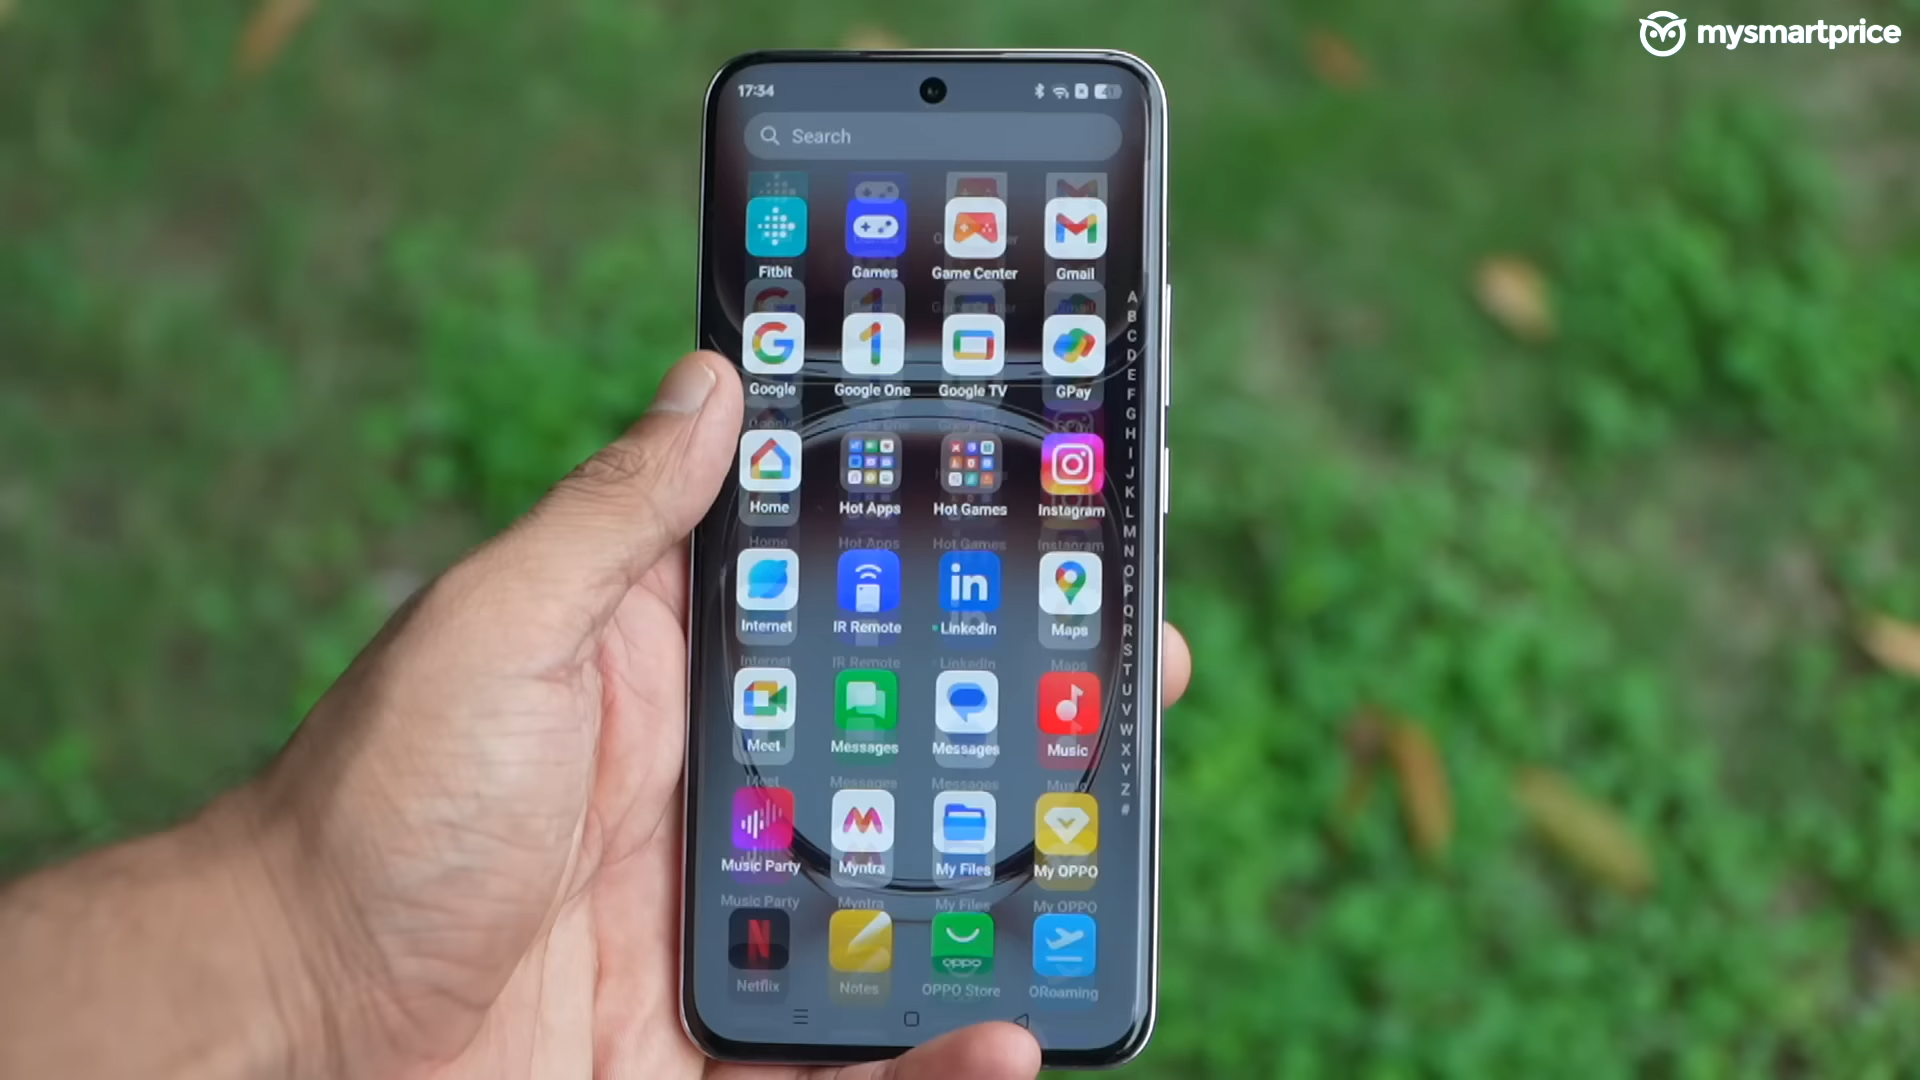 mysmartprice
17:34
Search
Fitbit Games Game Center Gmail
Google Google One Google TV GPay
Home Hot Apps Hot Games Instagram
Internet IR Remote LinkedIn Maps
Meet Messages Messages Music
Music Party Myntra My Files My OPPO
oppo
Netflix Notes OPPO Store ORoaming
A
B
C
D
E
F
G
H
I
J
K
L
M
N
O
P
Q
R
S
T
U
V
W
X
Y
Z
#